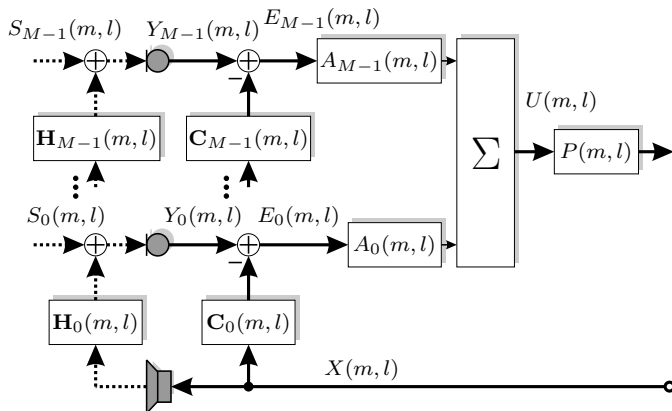 S_{M−1}(m, l) Y_{M−1}(m, l) E_{M−1}(m, l)
A_{M−1}(m, l)
−
U(m, l)
H_{M−1}(m, l) C_{M−1}(m, l)
∑ P(m, l)
S_0(m, l) Y_0(m, l) E_0(m, l)
A_0(m, l)
−
H_0(m, l) C_0(m, l)
X(m, l)